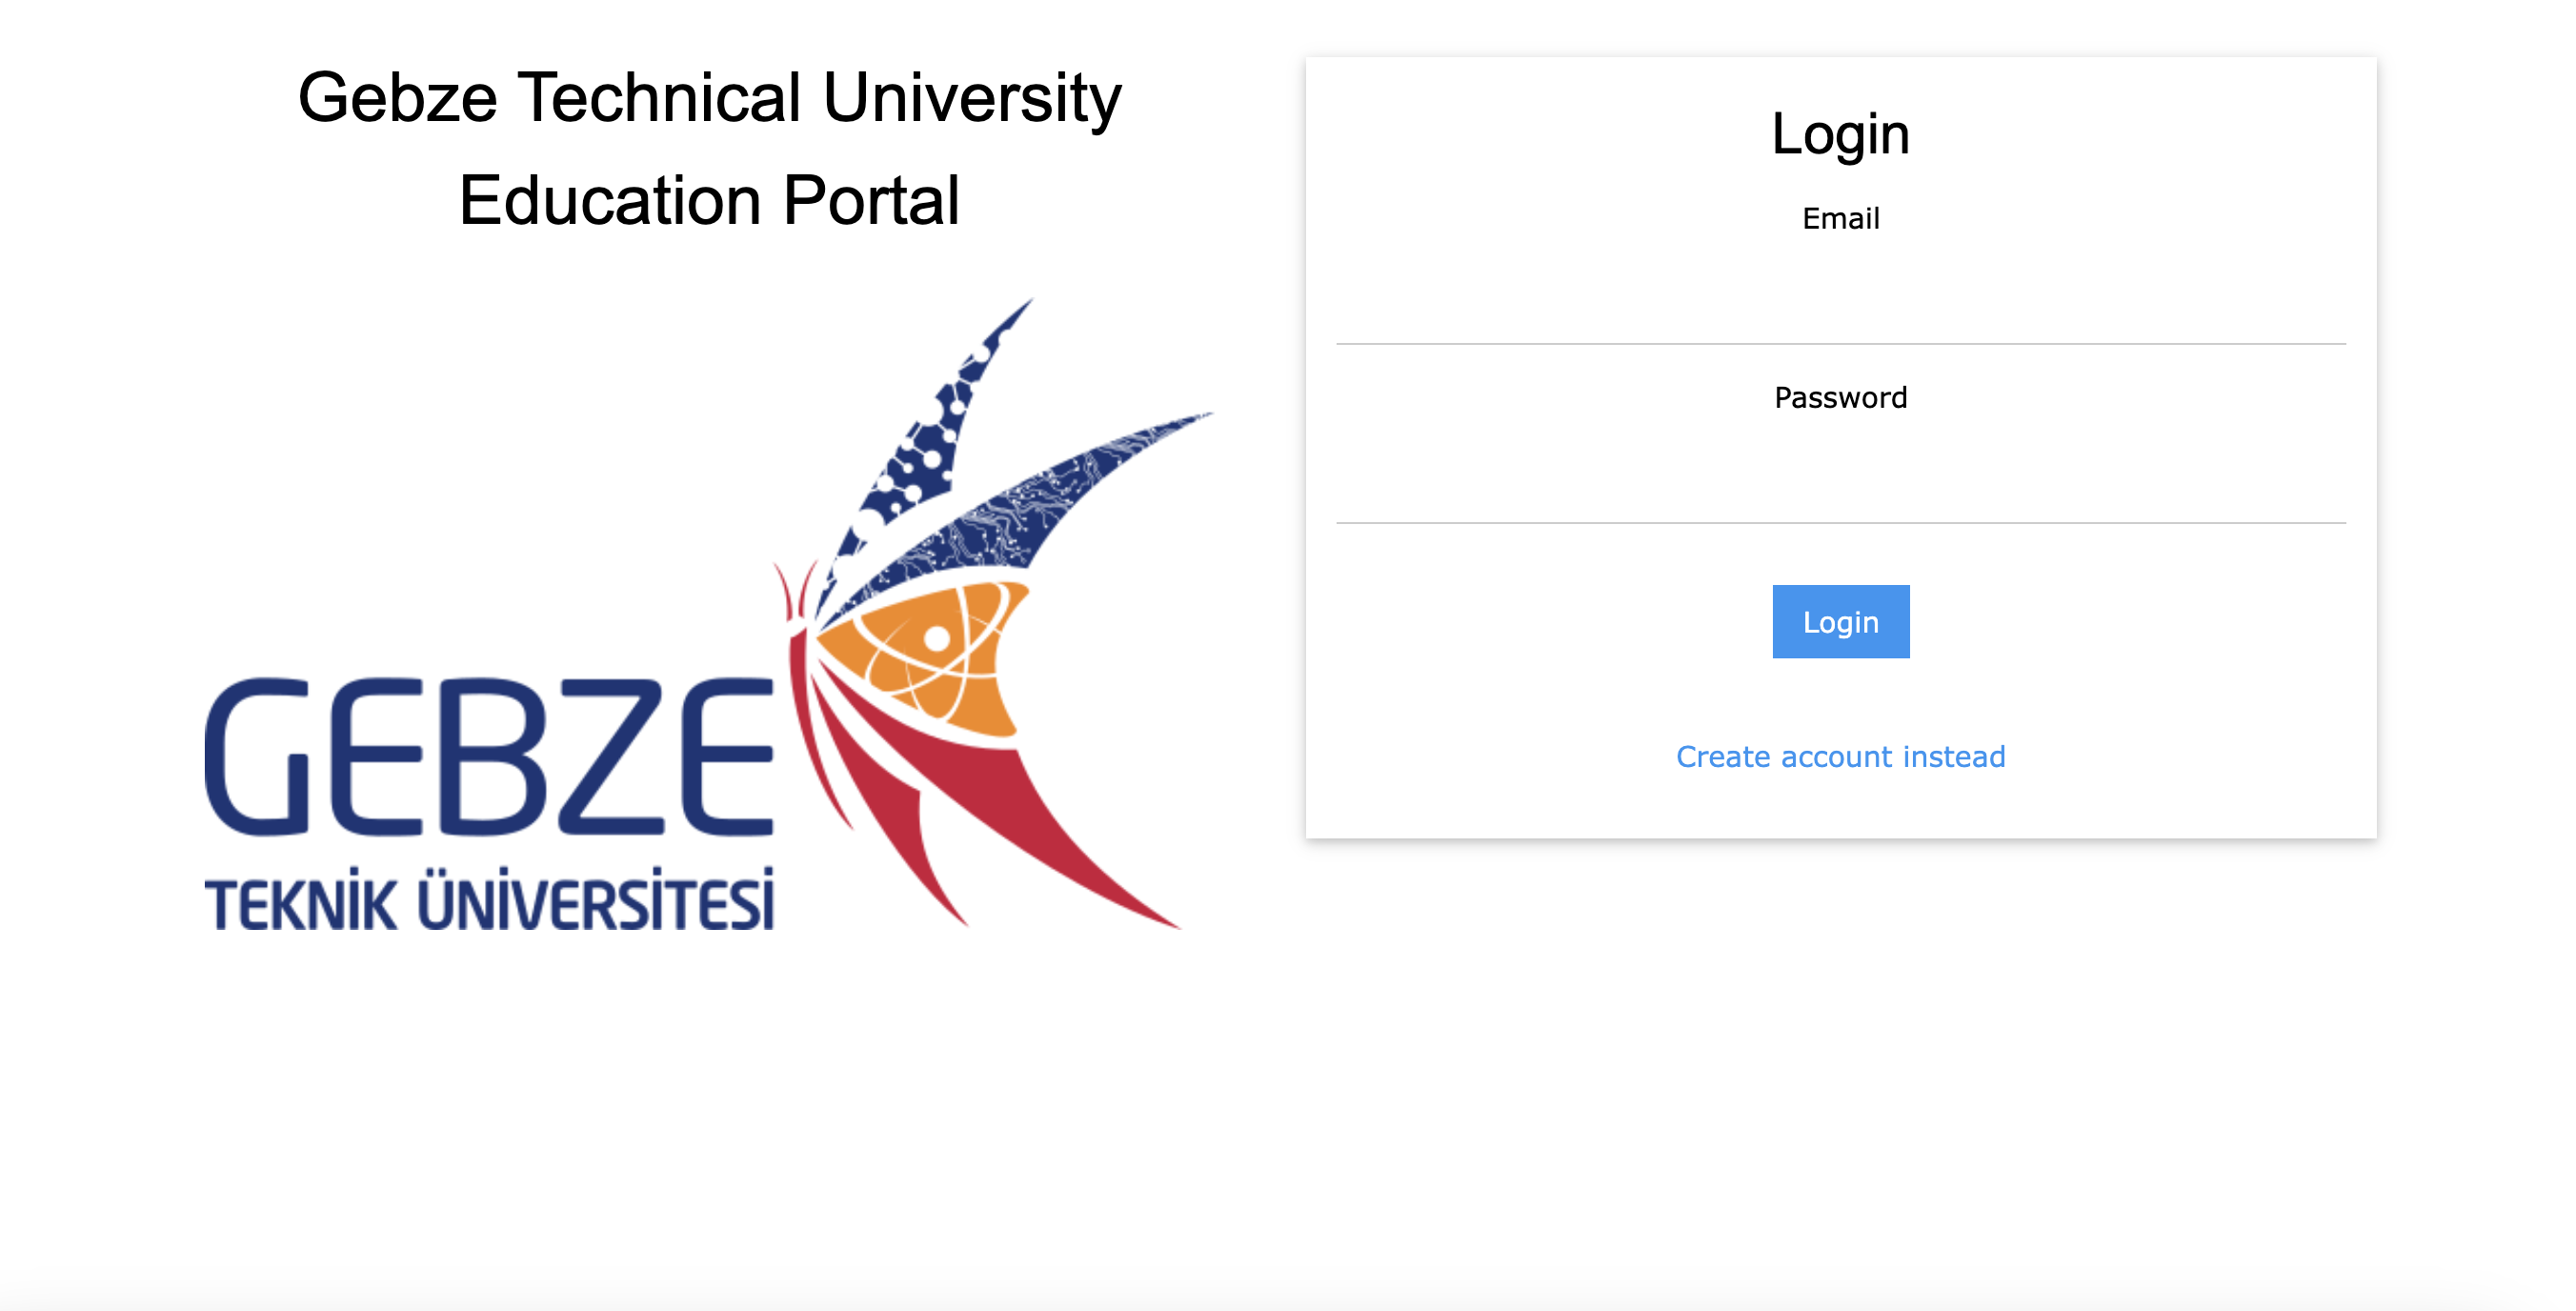 Gebze Technical University
Education Portal
GEBZE
TEKNİK ÜNİVERSİTESİ
Login
Email
Password
Login
Create account instead